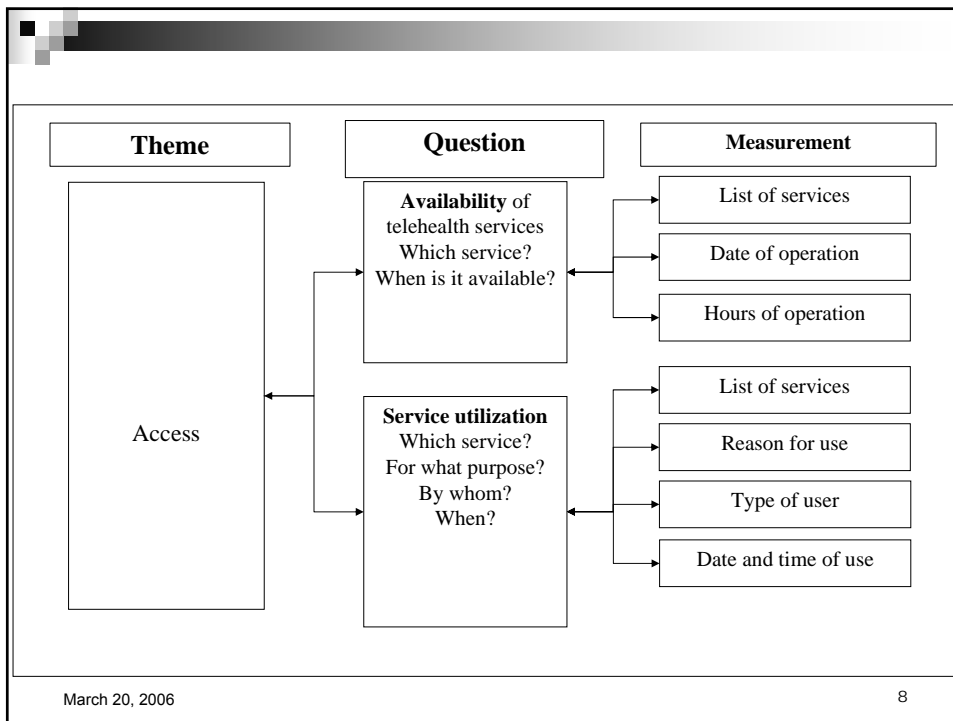 Theme
Question
Measurement
Access
Availability of
telehealth services
Which service?
When is it available?
List of services
Date of operation
Hours of operation
Service utilization
Which service?
For what purpose?
By whom?
When?
List of services
Reason for use
Type of user
Date and time of use
March 20, 2006
8